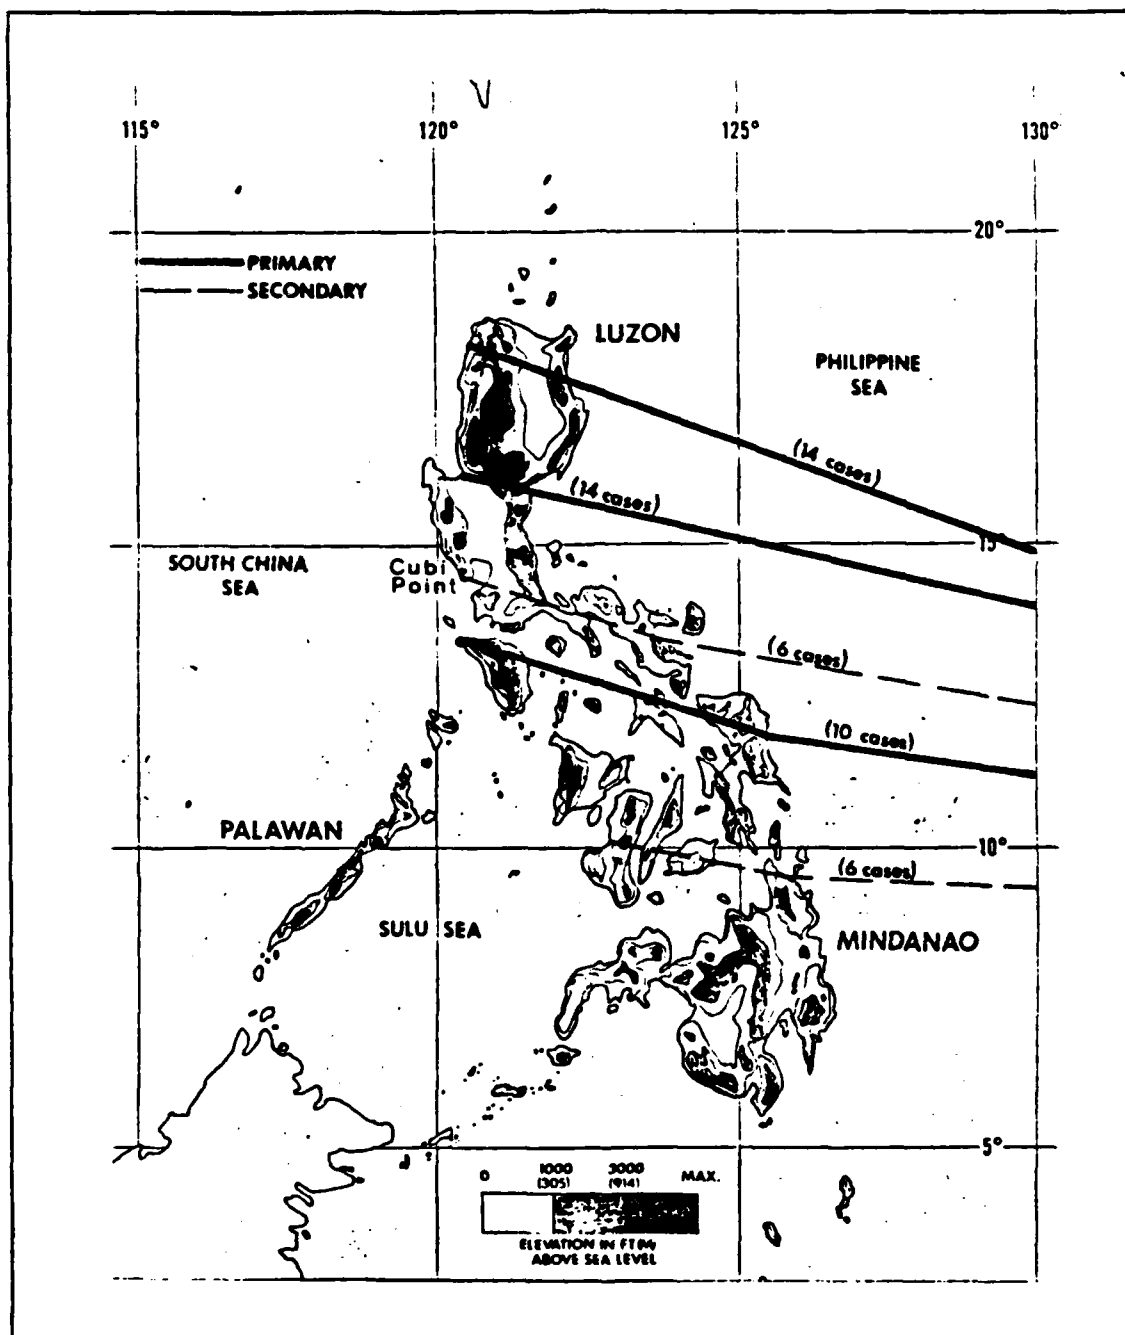 115° 120° 125° 130°
20°
PRIMARY
SECONDARY
LUZON
PHILIPPINE
SEA
(14 cases)
(14 cases)
15
SOUTH CHINA
SEA
Cubi
Point
(6 cases)
(10 cases)
PALAWAN
10°
(6 cases)
SULU SEA
MINDANAO
5°
0 1000 3000 MAX.
(305) (914)
ELEVATION IN FT(M)
ABOVE SEA LEVEL